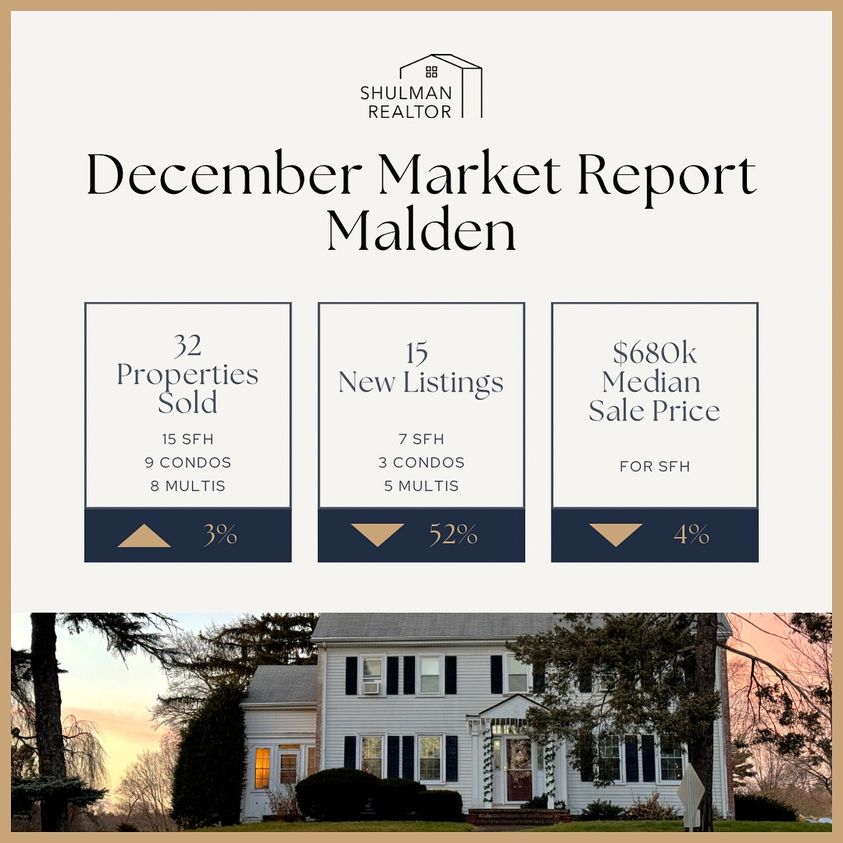 SHULMAN
REALTOR
December Market Report
Malden
32
Properties
Sold
15 SFH
9 CONDOS
8 MULTIS
3%
15
New Listings
7 SFH
3 CONDOS
5 MULTIS
52%
$680k
Median
Sale Price
FOR SFH
4%